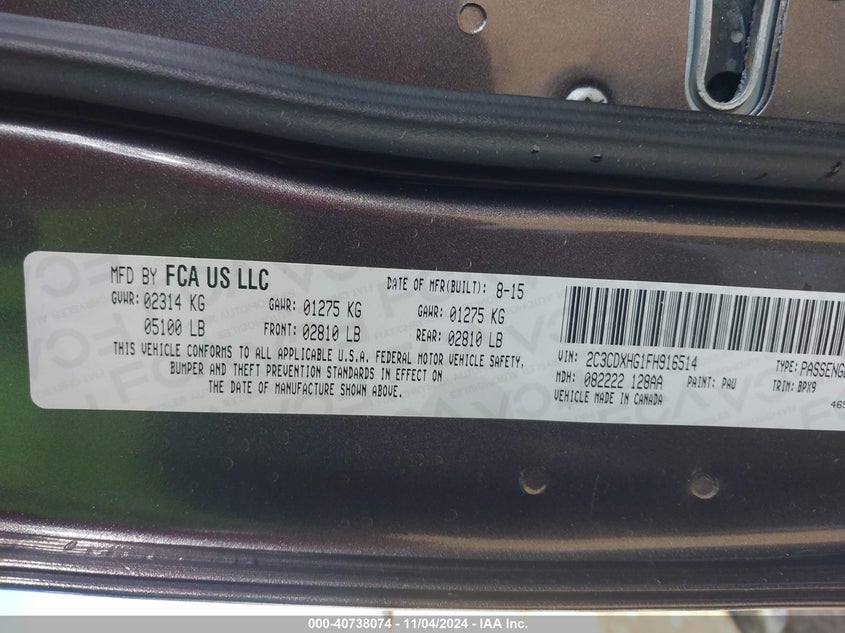 MFD BY FCA US LLC DATE OF MFR(BUILT): 8-15
GVWR: 02314 KG GAWR: 01275 KG GAWR: 01275 KG
05100 LB FRONT: 02810 LB REAR: 02810 LB
THIS VEHICLE CONFORMS TO ALL APPLICABLE U.S.A. FEDERAL MOTOR VEHICLE SAFETY,
BUMPER AND THEFT PREVENTION STANDARDS IN EFFECT ON
THE DATE OF MANUFACTURE SHOWN ABOVE.
VIN: 2C3CDXHG1FH916514 TYPE: PASSENG
MDH: 082222 128AA PAINT: PAU TRIM: BPX9
VEHICLE MADE IN CANADA 465
000-40738074 - 11/04/2024 - IAA Inc.